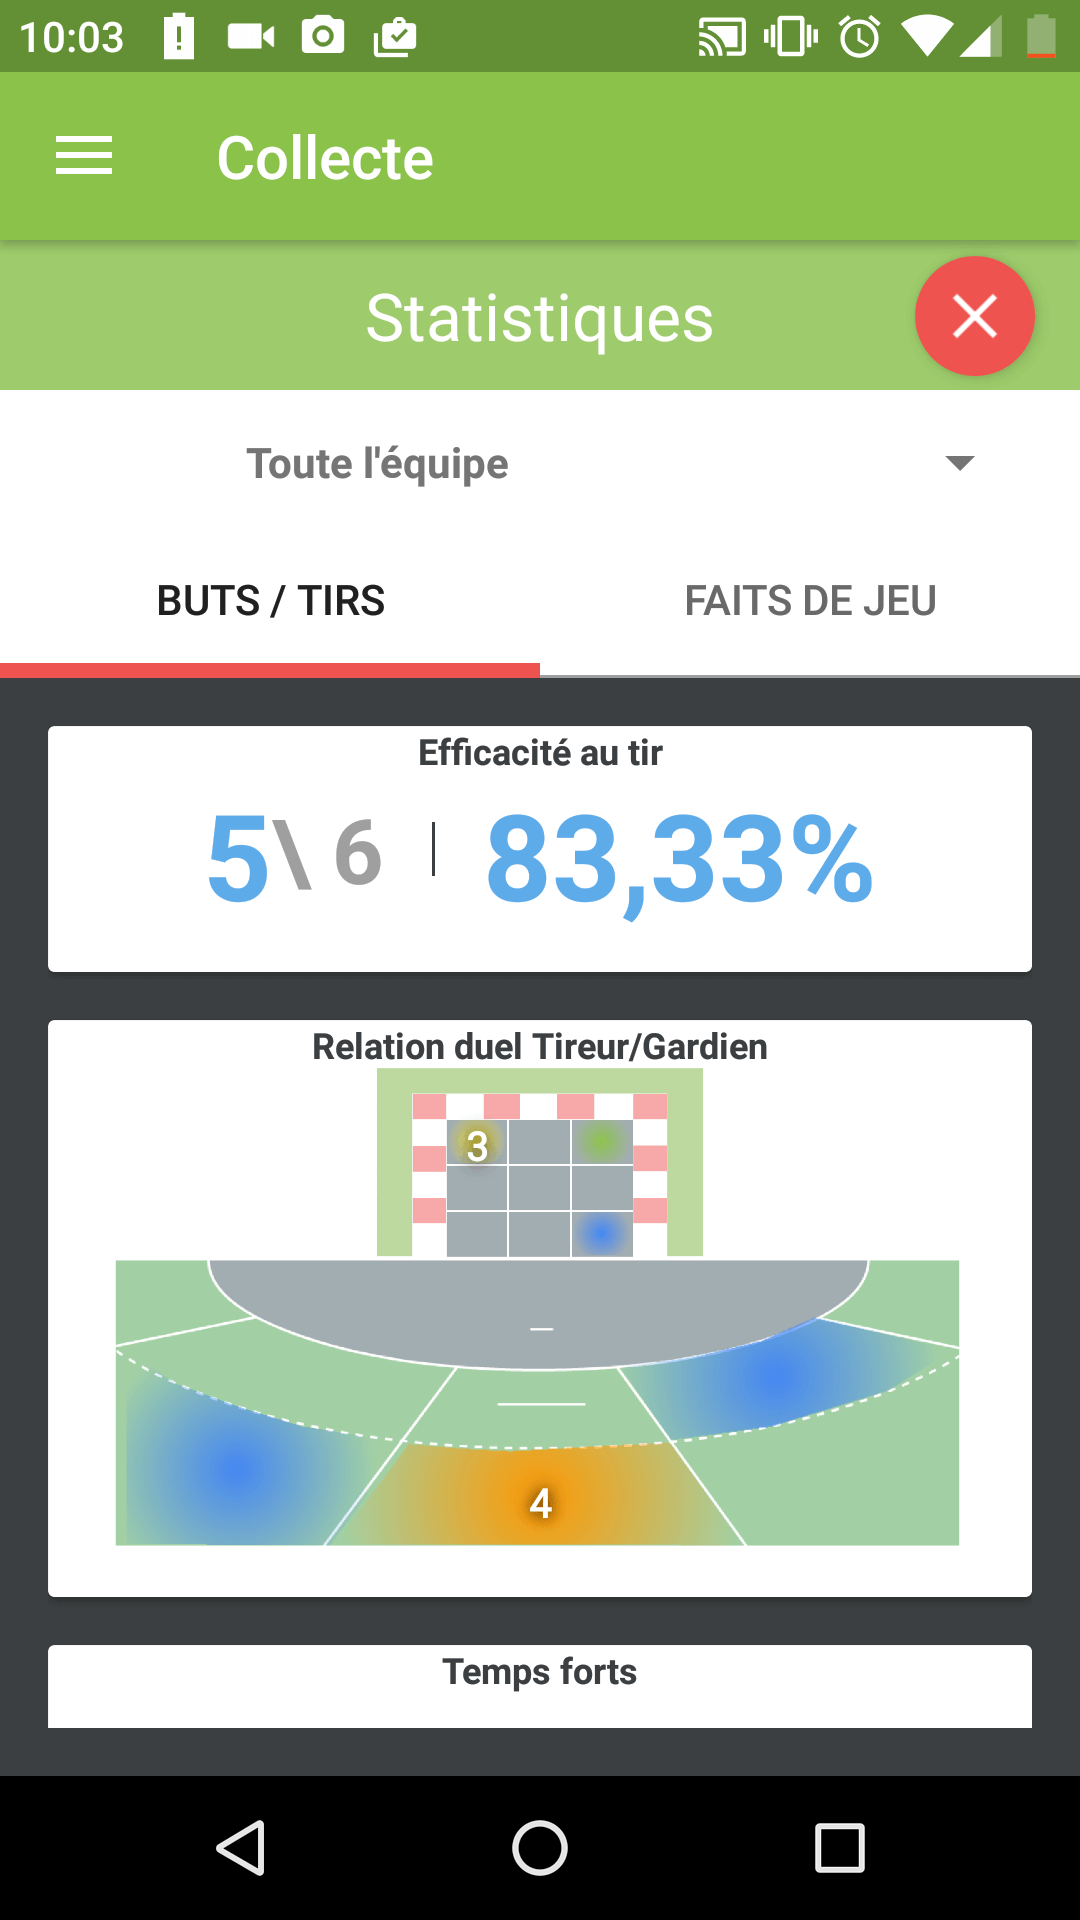 10:03
Collecte
Statistiques
Toute l'équipe
BUTS / TIRS
FAITS DE JEU
Efficacité au tir
5\ 6 | 83,33%
Relation duel Tireur/Gardien
3
4
Temps forts